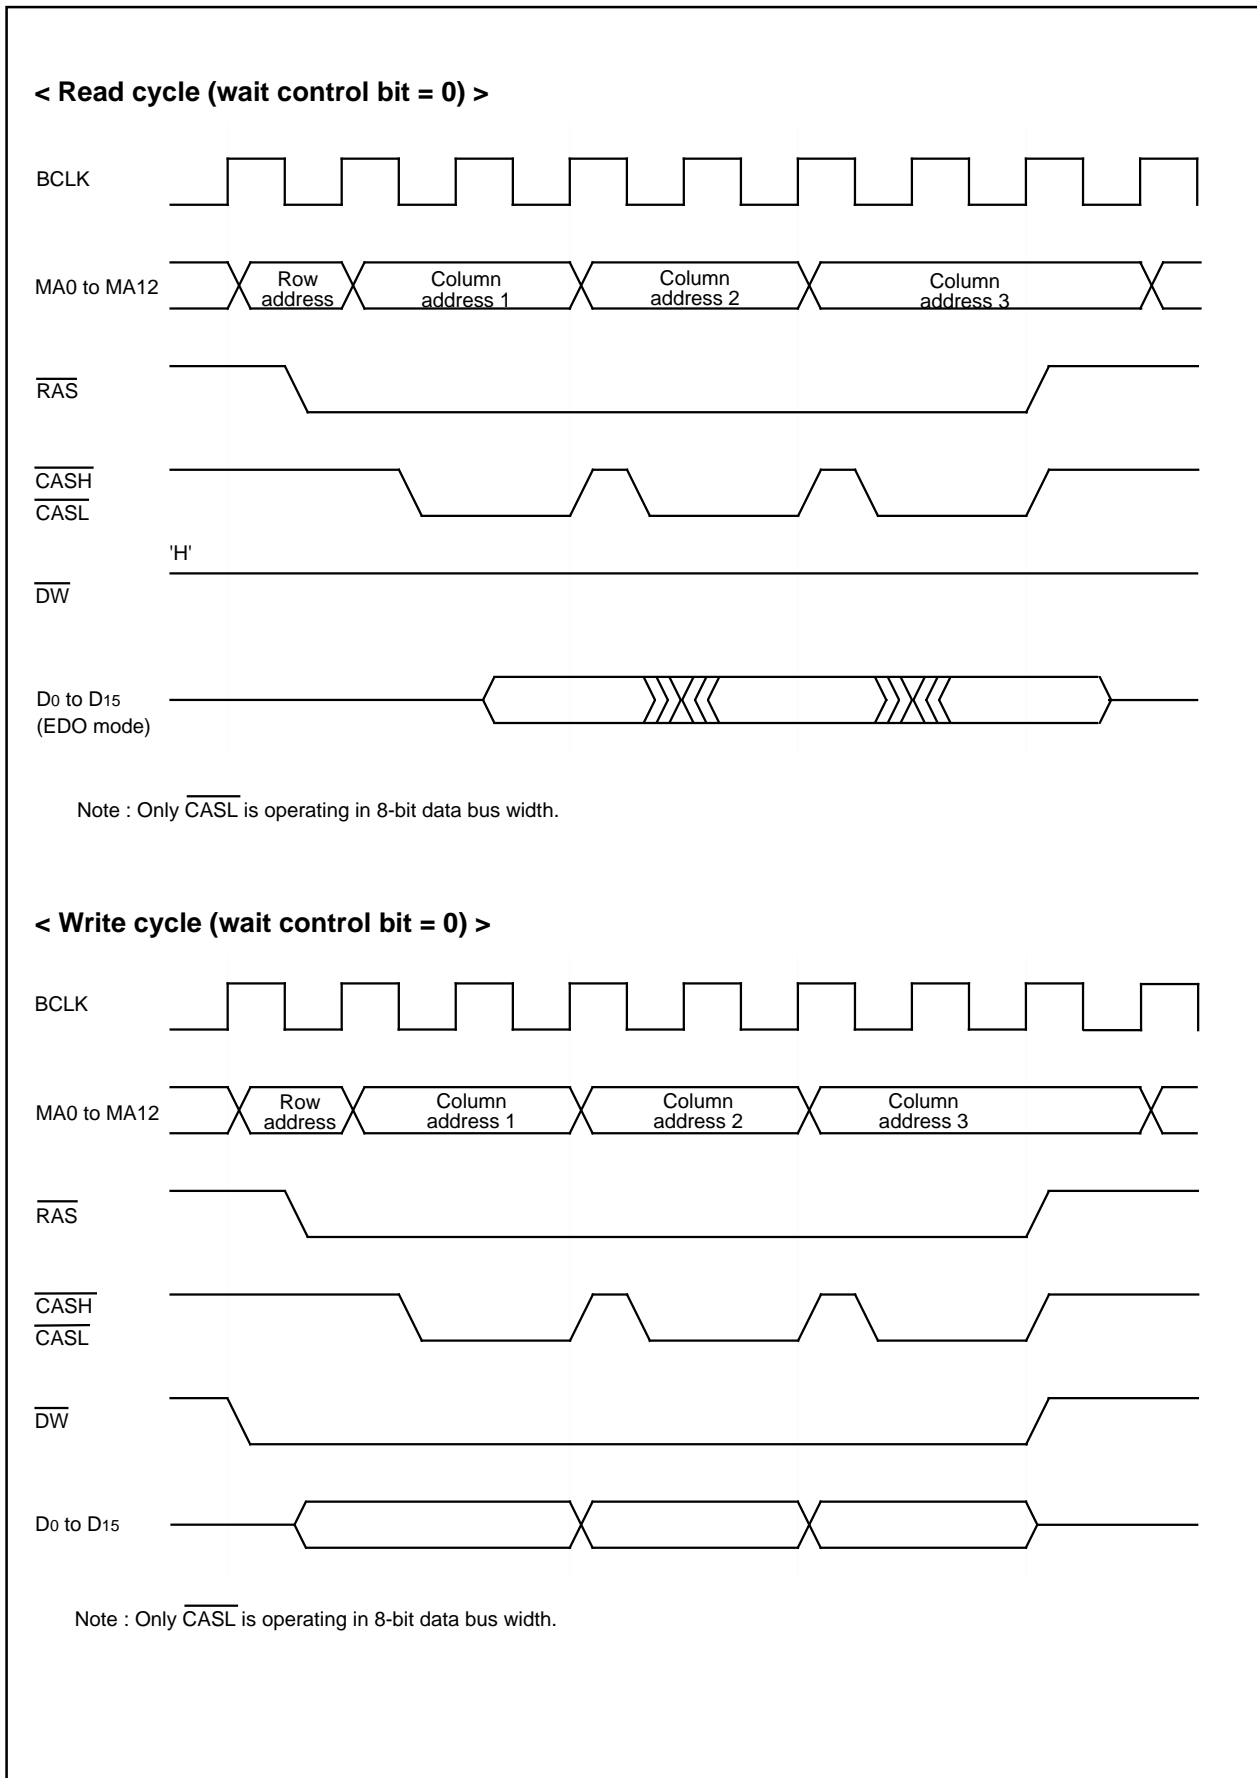 < Read cycle (wait control bit = 0) >
BCLK
MA0 to MA12
Row
address
Column
address 1
Column
address 2
Column
address 3
RAS
CASH
CASL
'H'
DW
D0 to D15
(EDO mode)
Note : Only CASL is operating in 8-bit data bus width.
< Write cycle (wait control bit = 0) >
BCLK
MA0 to MA12
Row
address
Column
address 1
Column
address 2
Column
address 3
RAS
CASH
CASL
DW
D0 to D15
Note : Only CASL is operating in 8-bit data bus width.